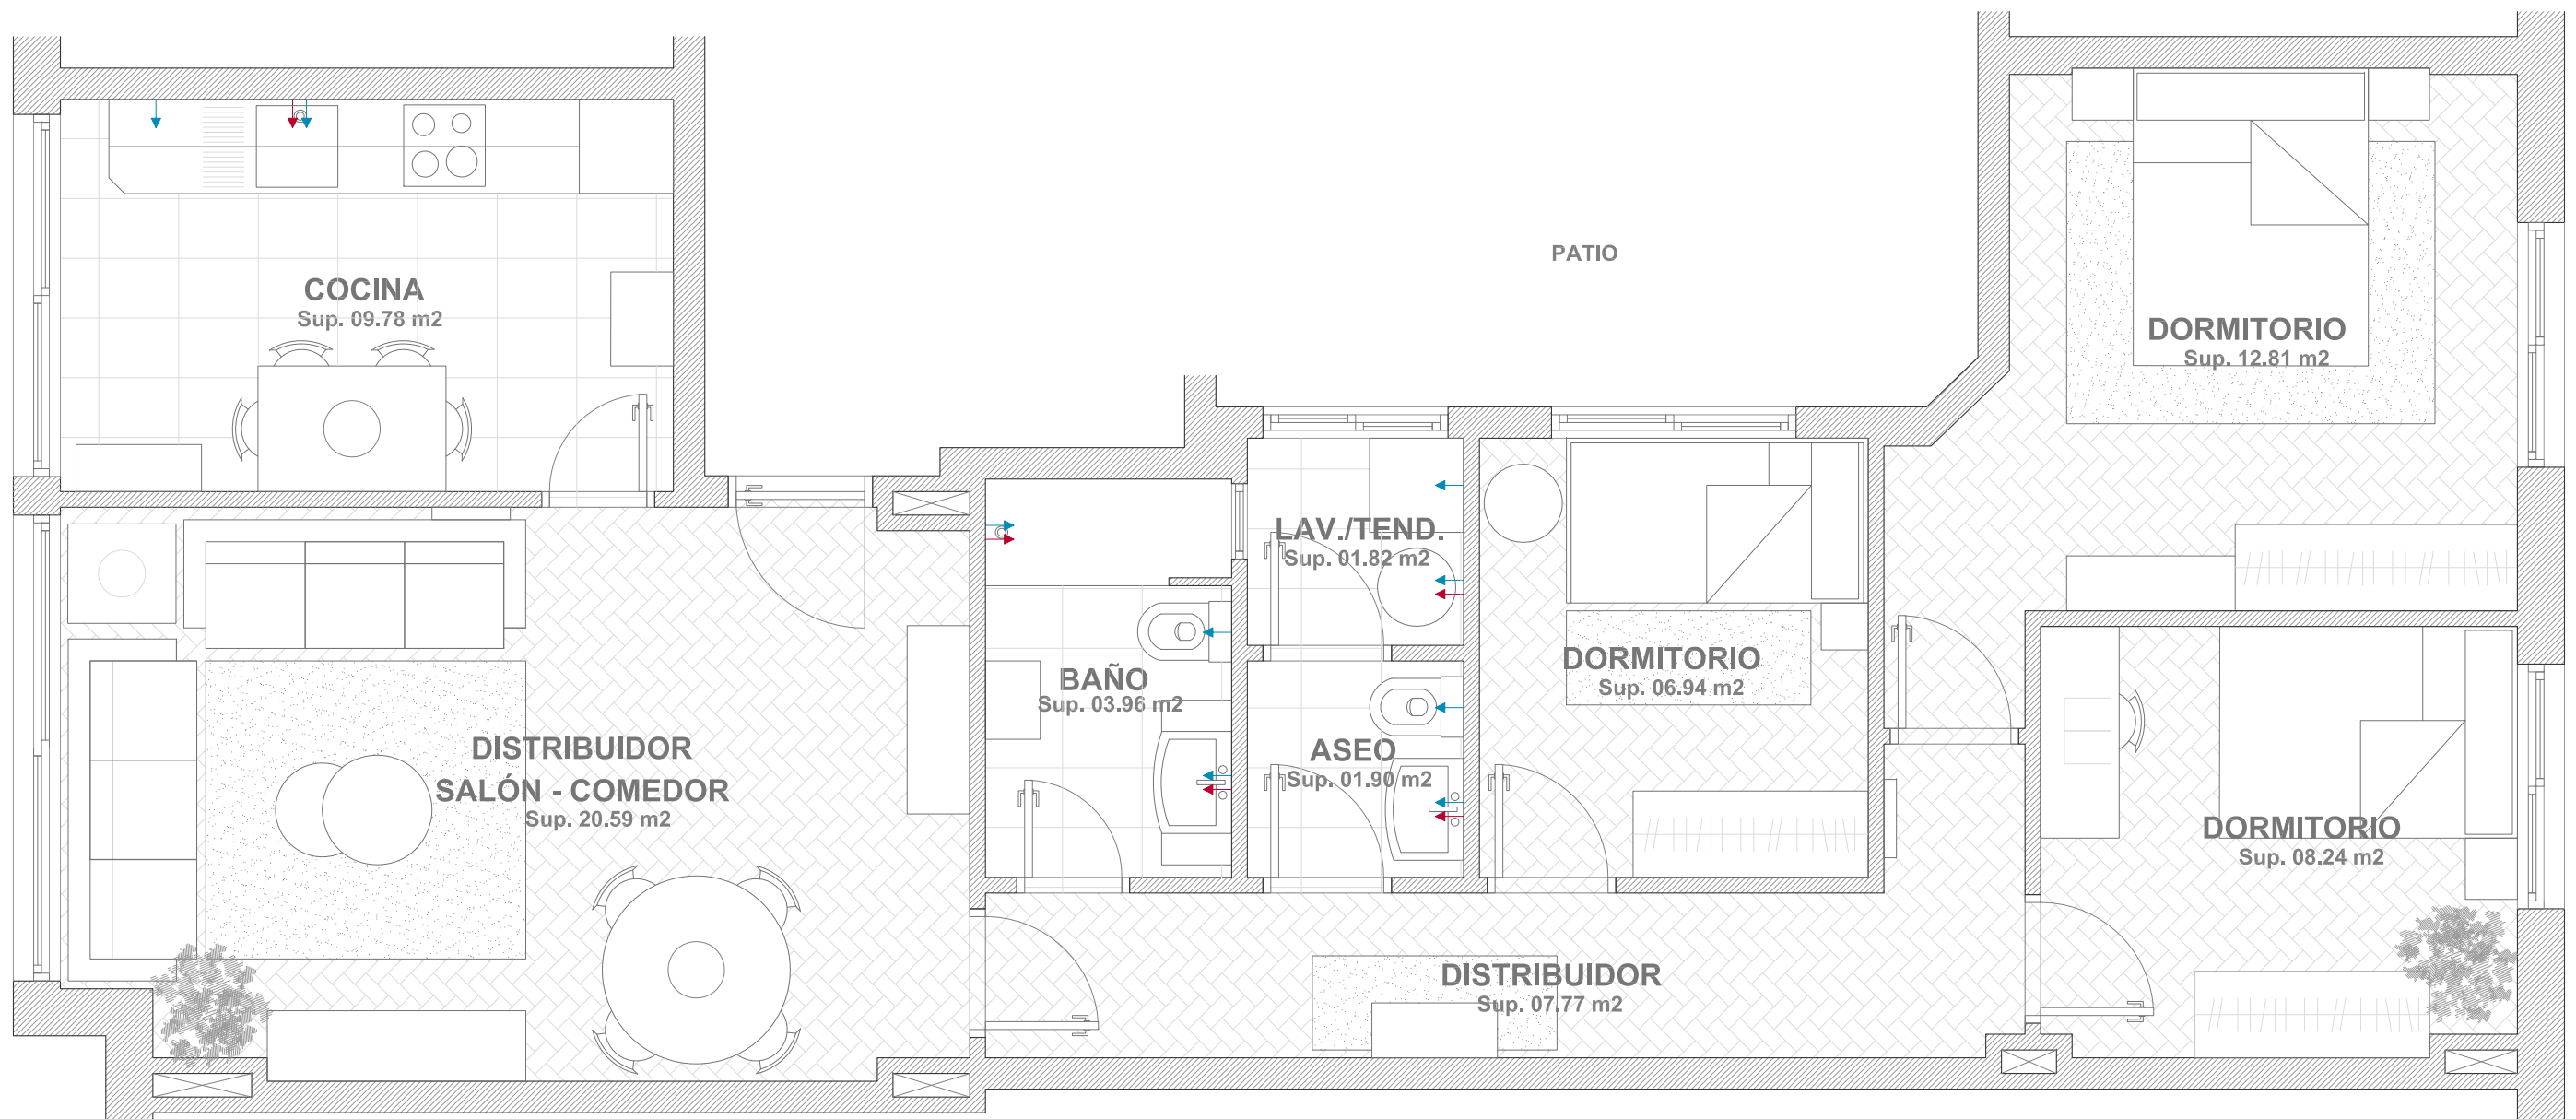 PATIO
COCINA
Sup. 09.78 m2
DORMITORIO
Sup. 12.81 m2
LAV./TEND.
Sup. 01.82 m2
BAÑO
Sup. 03.96 m2
DORMITORIO
Sup. 06.94 m2
DISTRIBUIDOR
SALÓN - COMEDOR
Sup. 20.59 m2
ASEO
Sup. 01.90 m2
DORMITORIO
Sup. 08.24 m2
DISTRIBUIDOR
Sup. 07.77 m2